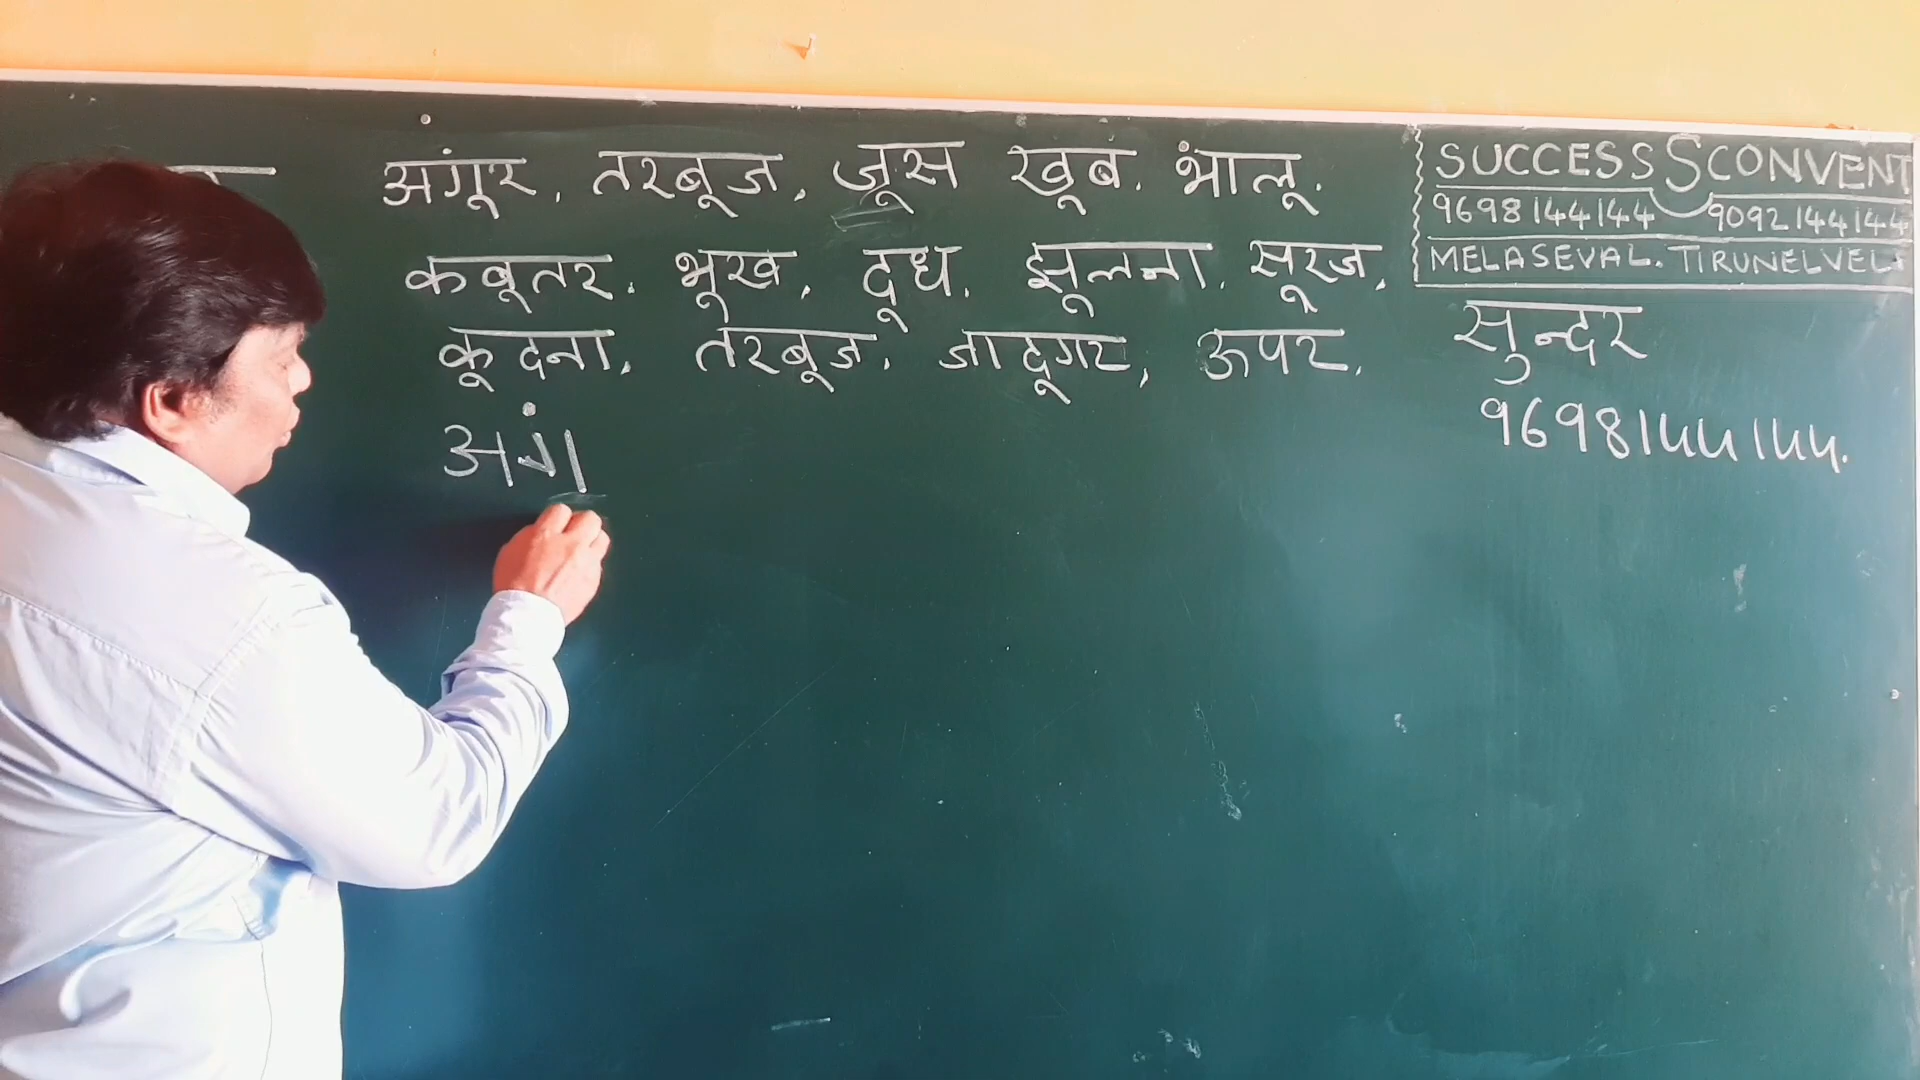 अंगूर, तरबूज, जूस खूब, भालू.
कबूतर. भूख, दूध. झूलना. सूरज,
कूदना, तरबूज, जादूगर, ऊपर.
अंग
SUCCESS S CONVENT
9698144144 9092144144
MELASEVAL. TIRUNELVELI
सुन्दर
9698144144.